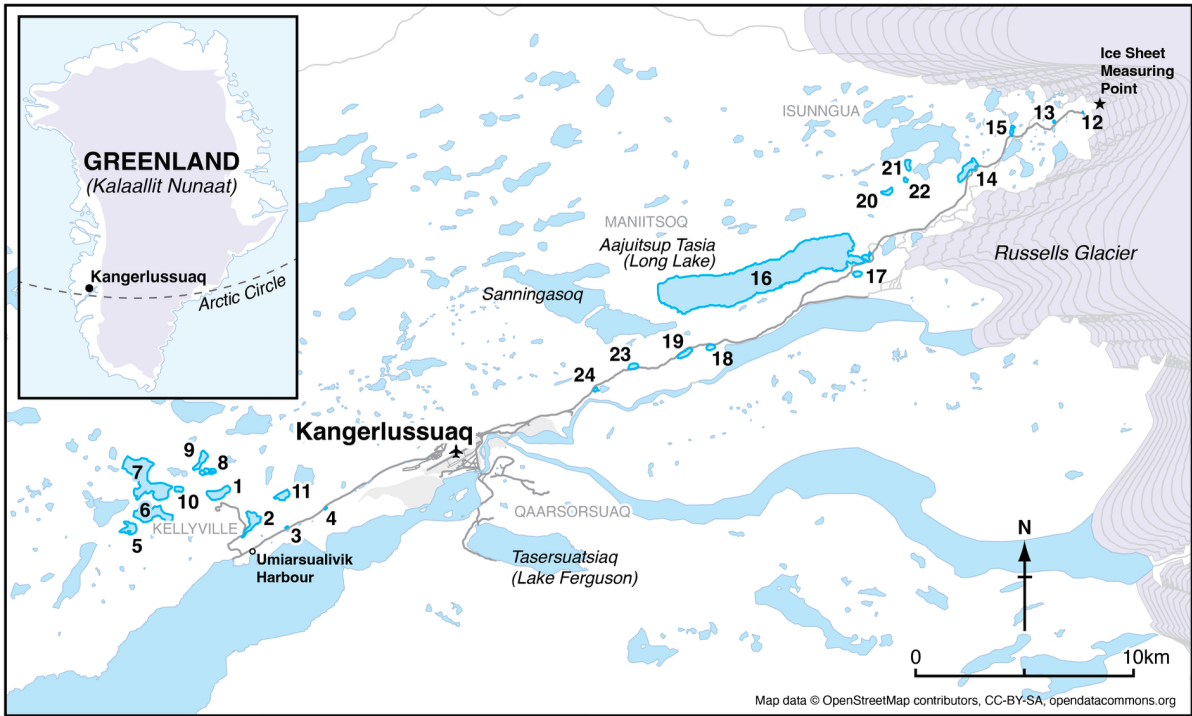 GREENLAND
(Kalaallit Nunaat)
Kangerlussuaq
Arctic Circle
Ice Sheet
Measuring
Point
ISUNNGUA
15
13
12
21
22
20
14
MANIITSOQ
Aajuitsup Tasia
(Long Lake)
Russells Glacier
16
17
Sanningasoq
19
18
23
24
Kangerlussuaq
9
8
7
1
11
10
6
2
4
KELLYVILLE
3
5
QAARSORSUAQ
Umiarsualivik
Harbour
Tasersuatsiaq
(Lake Ferguson)
N
0
10km
Map data © OpenStreetMap contributors, CC-BY-SA, opendatacommons.org